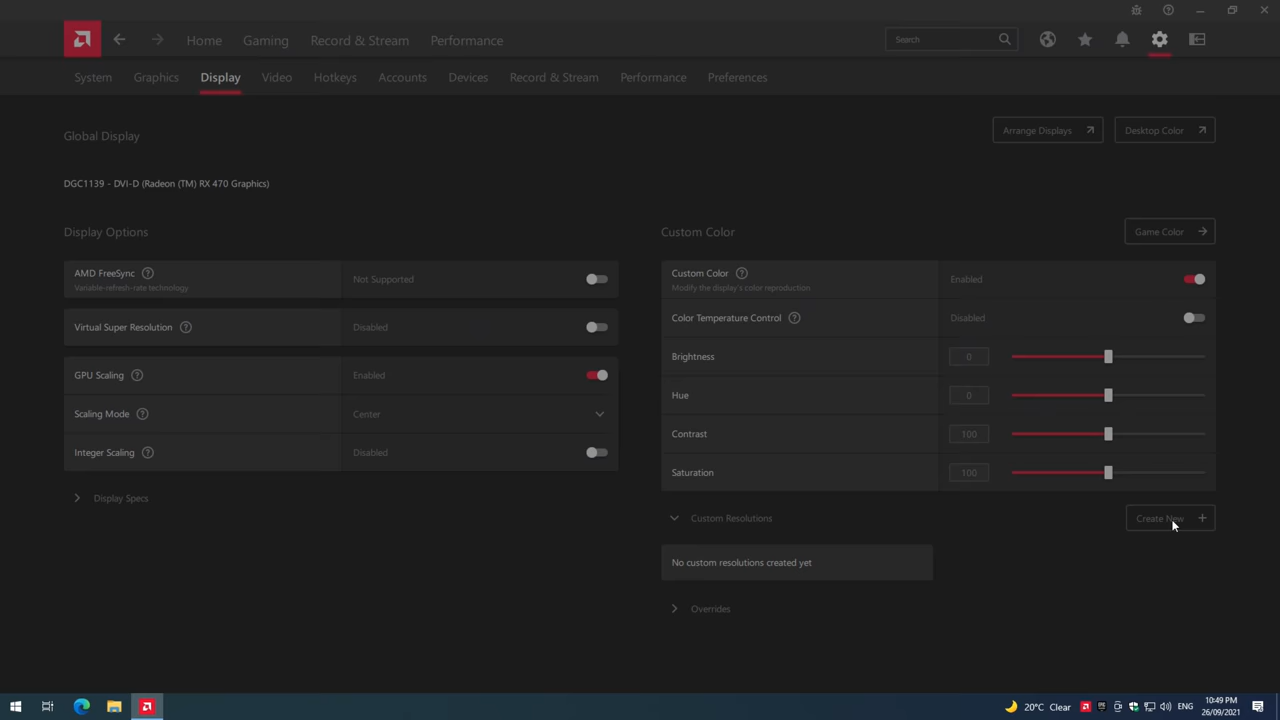 Home Gaming Record & Stream Performance Search
System Graphics Display Video Hotkeys Accounts Devices Record & Stream Performance Preferences
Global Display Arrange Displays Desktop Color
DGC1139 - DVI-D (Radeon (TM) RX 470 Graphics)
Display Options
AMD FreeSync
Variable-refresh-rate technology
Not Supported
Virtual Super Resolution Disabled
GPU Scaling Enabled
Scaling Mode Center
Integer Scaling Disabled
Display Specs
Custom Color Game Color
Custom Color
Modify the display's color reproduction
Enabled
Color Temperature Control Disabled
Brightness 0
Hue 0
Contrast 100
Saturation 100
Custom Resolutions Create New
No custom resolutions created yet
Overrides
20°C Clear ENG
10:49 PM
26/09/2021